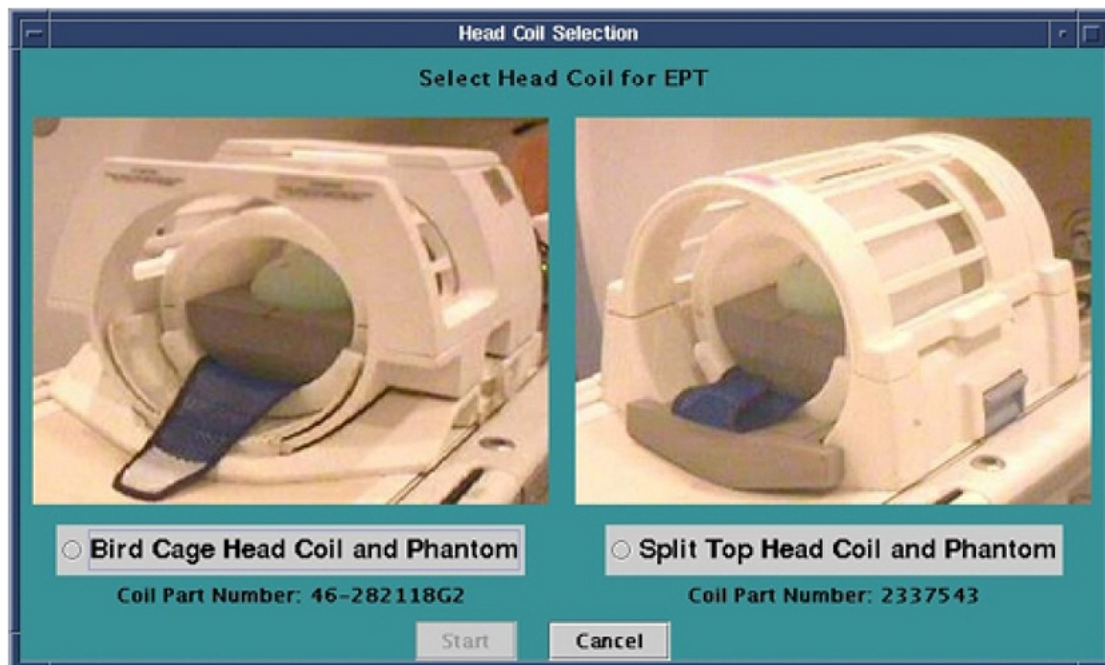 Head Coil Selection
Select Head Coil for EPT
Bird Cage Head Coil and Phantom
Split Top Head Coil and Phantom
Coil Part Number: 46-282118G2
Coil Part Number: 2337543
Start
Cancel